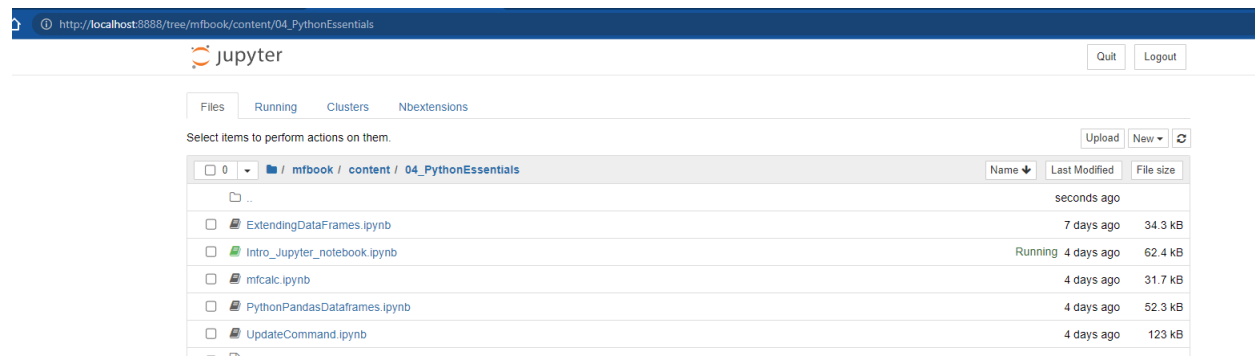 http://localhost:8888/tree/mfbook/content/04_PythonEssentials
jupyter
Quit Logout
Files Running Clusters Nbextensions
Select items to perform actions on them.
Upload New
0 / mfbook / content / 04_PythonEssentials Name Last Modified File size
.. seconds ago
ExtendingDataFrames.ipynb 7 days ago 34.3 kB
Intro_Jupyter_notebook.ipynb Running 4 days ago 62.4 kB
mfcalc.ipynb 4 days ago 31.7 kB
PythonPandasDataframes.ipynb 4 days ago 52.3 kB
UpdateCommand.ipynb 4 days ago 123 kB